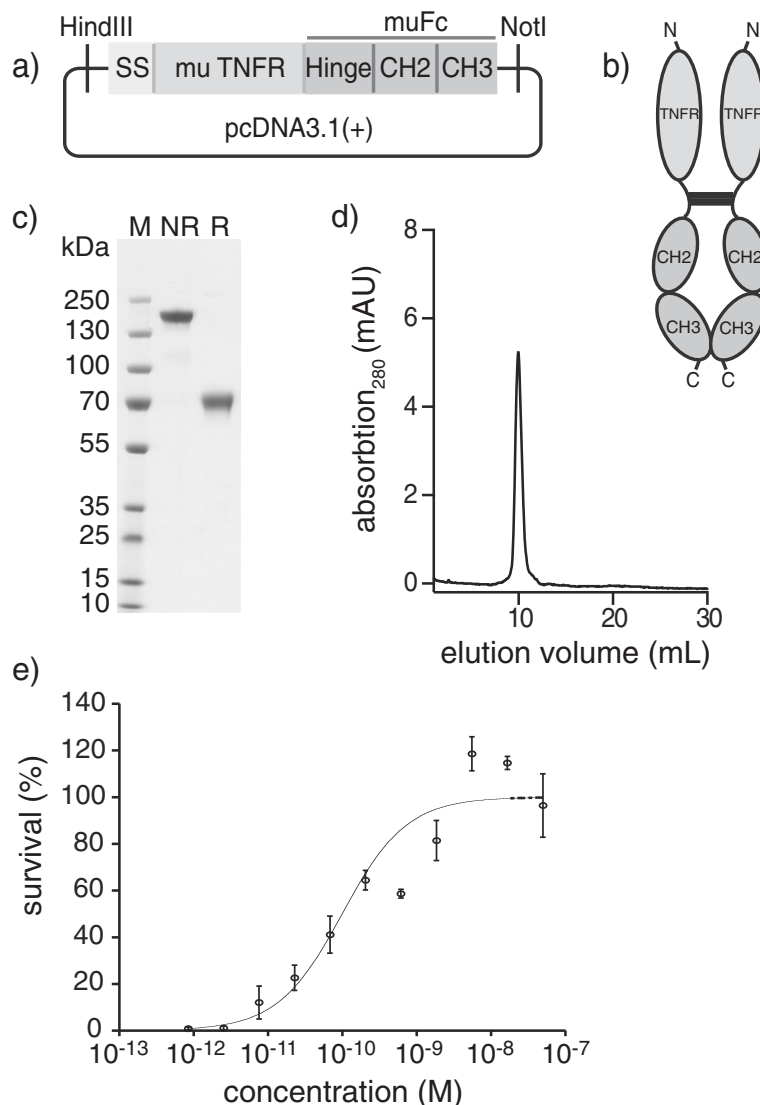 a)
HindIII
muFc
NotI
SS
mu TNFR
Hinge
CH2
CH3
pcDNA3.1(+)
b)
N
N
TNFR
TNFR
CH2
CH2
CH3
CH3
C
C
c)
M NR R
kDa
250
130
100
70
55
35
25
15
10
d)
absorbtion280 (mAU)
8
6
4
2
0
10
20
30
elution volume (mL)
e)
survival (%)
140
120
100
80
60
40
20
0
10-13
10-12
10-11
10-10
10-9
10-8
10-7
concentration (M)